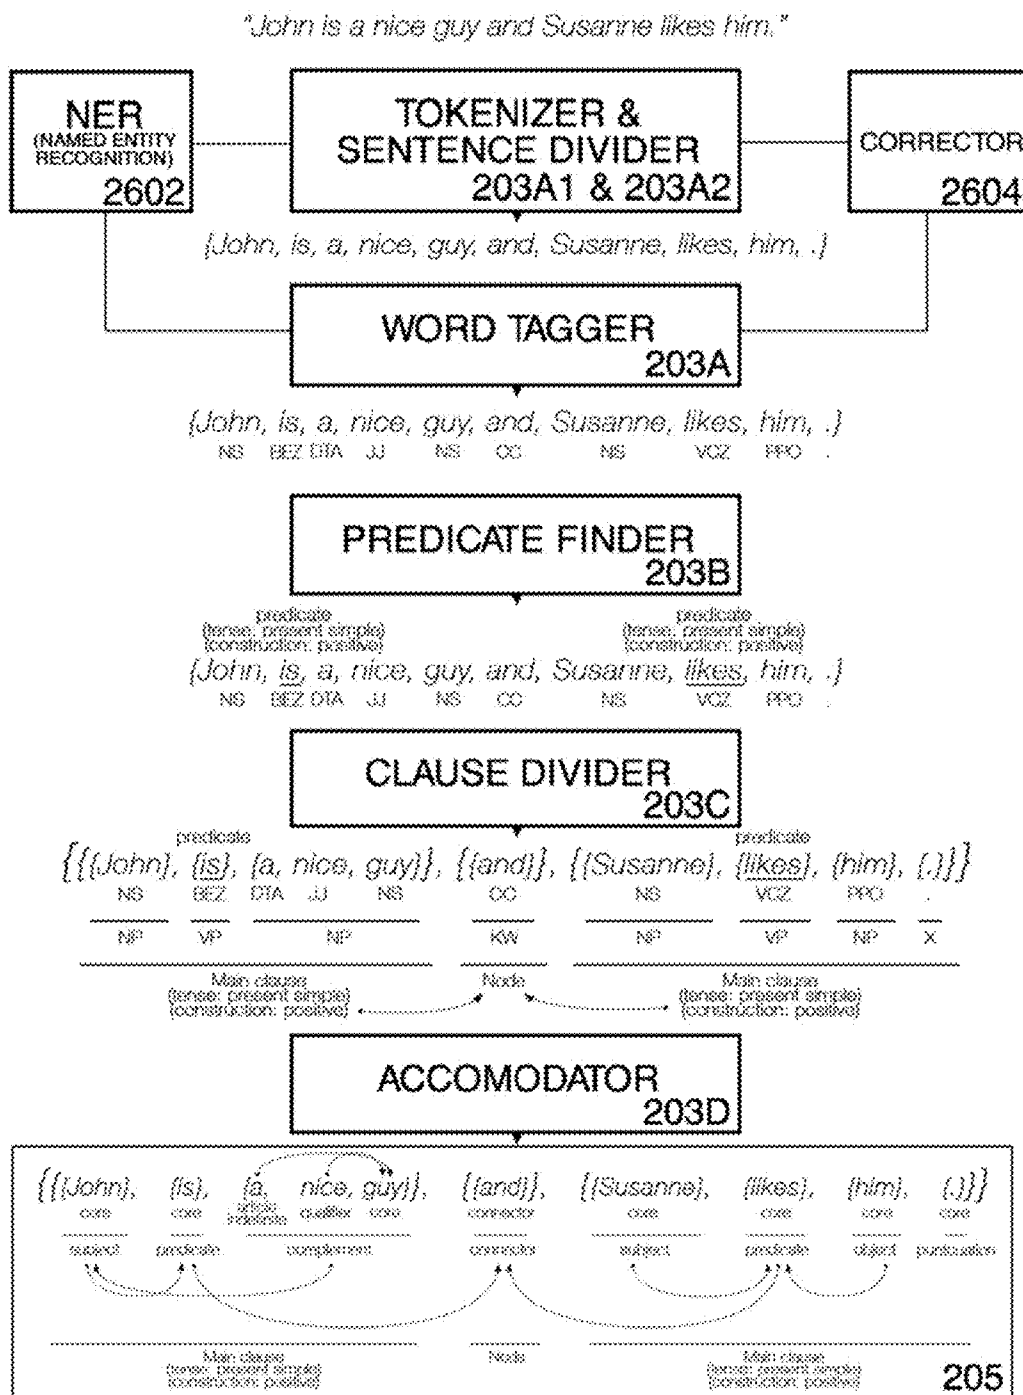 "John is a nice guy and Susanne likes him."
NER
(NAMED ENTITY
RECOGNITION)
2602
TOKENIZER &
SENTENCE DIVIDER
203A1 & 203A2
CORRECTOR
2604
{John, is, a, nice, guy, and, Susanne, likes, him, .}
WORD TAGGER
203A
{John, is, a, nice, guy, and, Susanne, likes, him, .}
NS BEZ DTA JJ NS CC NS VCZ PPO .
PREDICATE FINDER
203B
predicate predicate
(tense: present simple) (tense: present simple)
(construction: positive) (construction: positive)
{John, is, a, nice, guy, and, Susanne, likes, him, .}
NS BEZ DTA JJ NS CC NS VCZ PPO .
CLAUSE DIVIDER
203C
predicate predicate
{{{John}, {is}, {a, nice, guy}}, {{and}}, {{Susanne}, {likes}, {him}, {.}}}
NS BEZ DTA JJ NS CC NS VCZ PPO .
NP VP NP KW NP VP NP X
Main clause Node Main clause
(tense: present simple) (tense: present simple)
(construction: positive) (construction: positive)
ACCOMODATOR
203D
{{{John}, {is}, {a, nice, guy}}, {{and}}, {{Susanne}, {likes}, {him}, {.}}}
core core article qualifier core connector core core core core
indefinite
subject predicate complement connector subject predicate object punctuation
Main clause Node Main clause
(tense: present simple) (tense: present simple)
(construction: positive) (construction: positive)
205